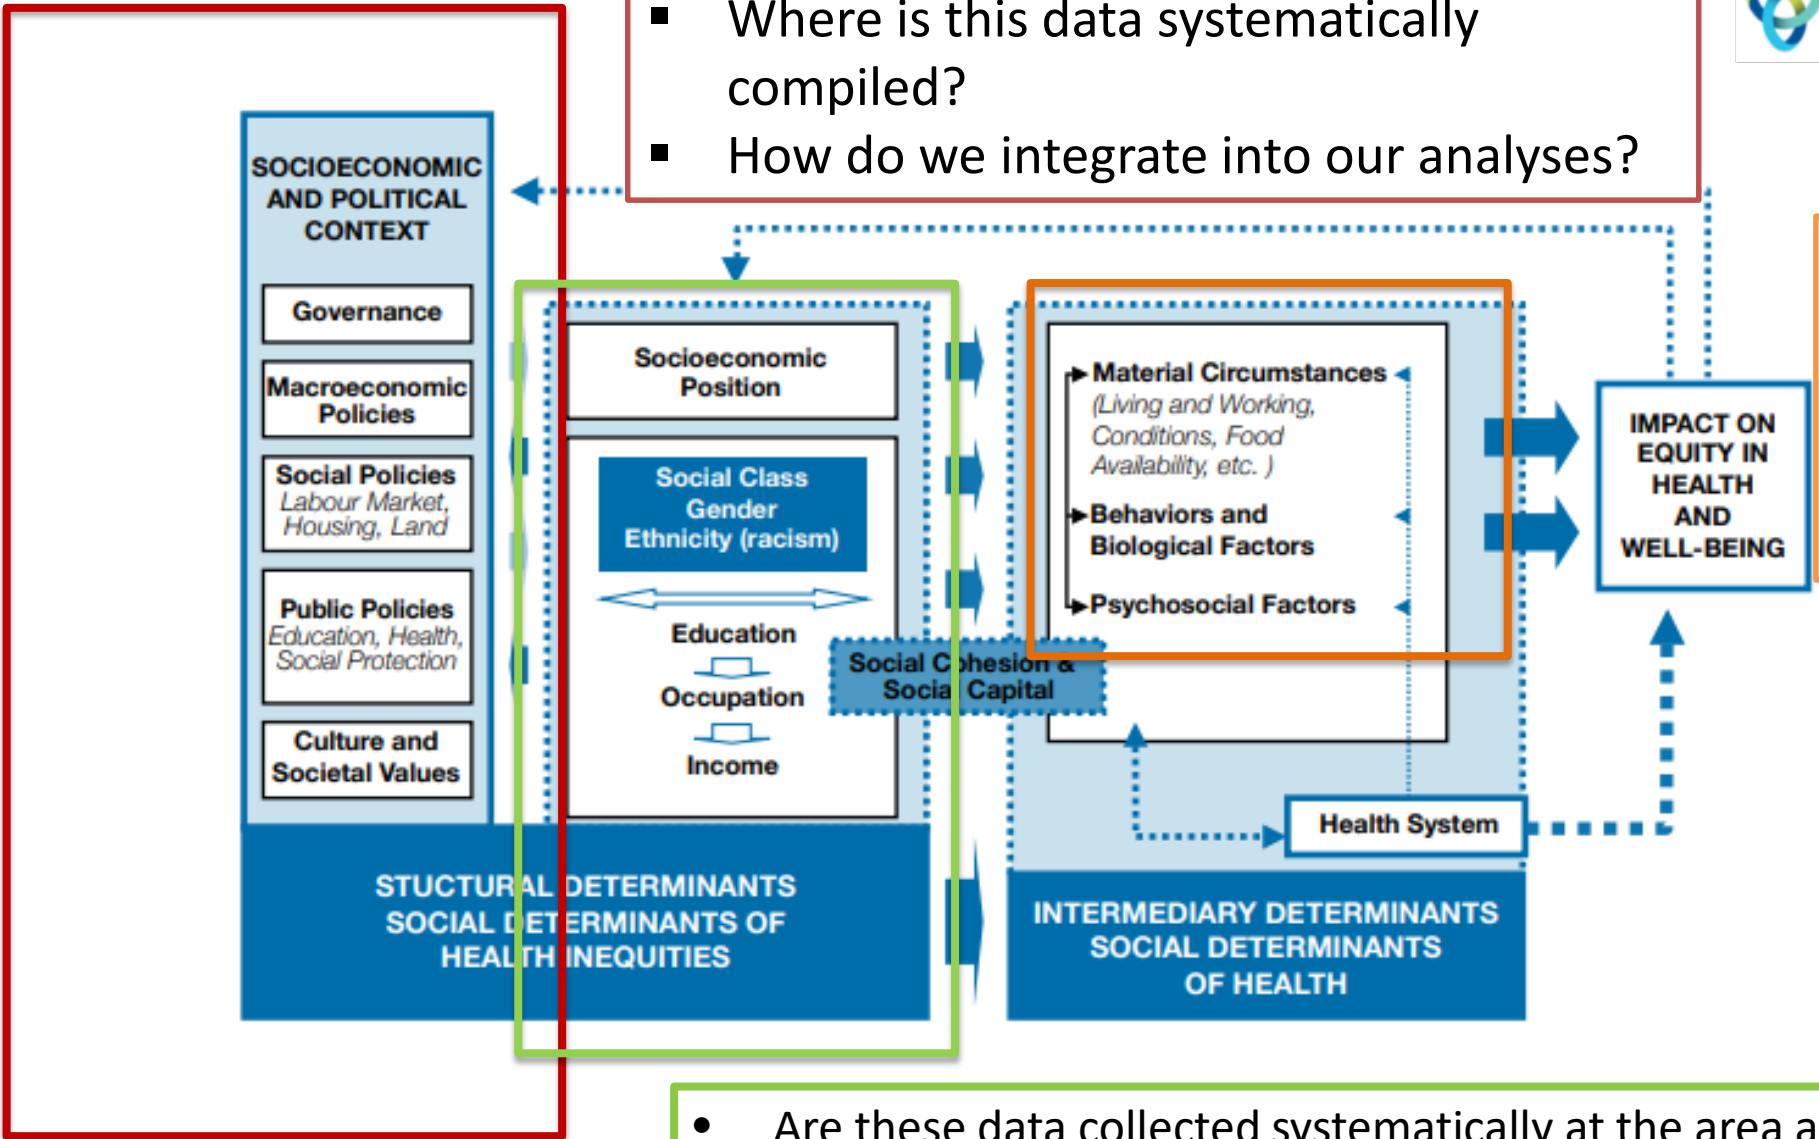 Where is this data systematically
compiled?
How do we integrate into our analyses?
SOCIOECONOMIC
AND POLITICAL
CONTEXT
Governance
Macroeconomic
Policies
Social Policies
Labour Market,
Housing, Land
Public Policies
Education, Health,
Social Protection
Culture and
Societal Values
Socioeconomic
Position
Social Class
Gender
Ethnicity (racism)
Education
Occupation
Income
Social Cohesion &
Social Capital
Material Circumstances
(Living and Working,
Conditions, Food
Availability, etc. )
Behaviors and
Biological Factors
Psychosocial Factors
Health System
IMPACT ON
EQUITY IN
HEALTH
AND
WELL-BEING
STUCTURAL DETERMINANTS
SOCIAL DETERMINANTS OF
HEALTH INEQUITIES
INTERMEDIARY DETERMINANTS
SOCIAL DETERMINANTS
OF HEALTH
Are these data collected systematically at the area